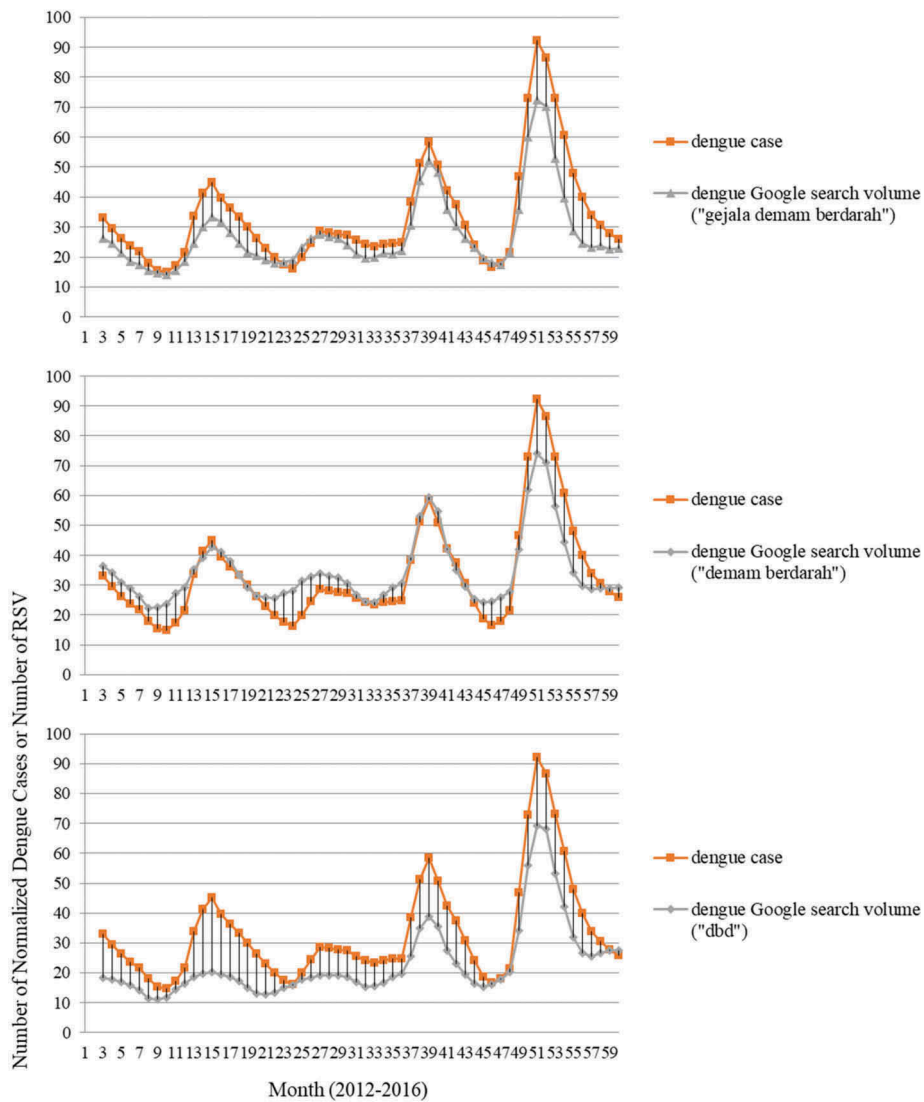 100
90
80
70
60
50
40
30
20
10
0
1 3 5 7 9 11 13 15 17 19 21 23 25 27 29 31 33 35 37 39 41 43 45 47 49 51 53 55 57 59
dengue case
dengue Google search volume
("gejala demam berdarah")
100
90
80
70
60
50
40
30
20
10
0
1 3 5 7 9 11 13 15 17 19 21 23 25 27 29 31 33 35 37 39 41 43 45 47 49 51 53 55 57 59
dengue case
dengue Google search volume
("demam berdarah")
100
90
80
70
60
50
40
30
20
10
0
1 3 5 7 9 11 13 15 17 19 21 23 25 27 29 31 33 35 37 39 41 43 45 47 49 51 53 55 57 59
dengue case
dengue Google search volume
("dbd")
Number of Normalized Dengue Cases or Number of RSV
Month (2012-2016)